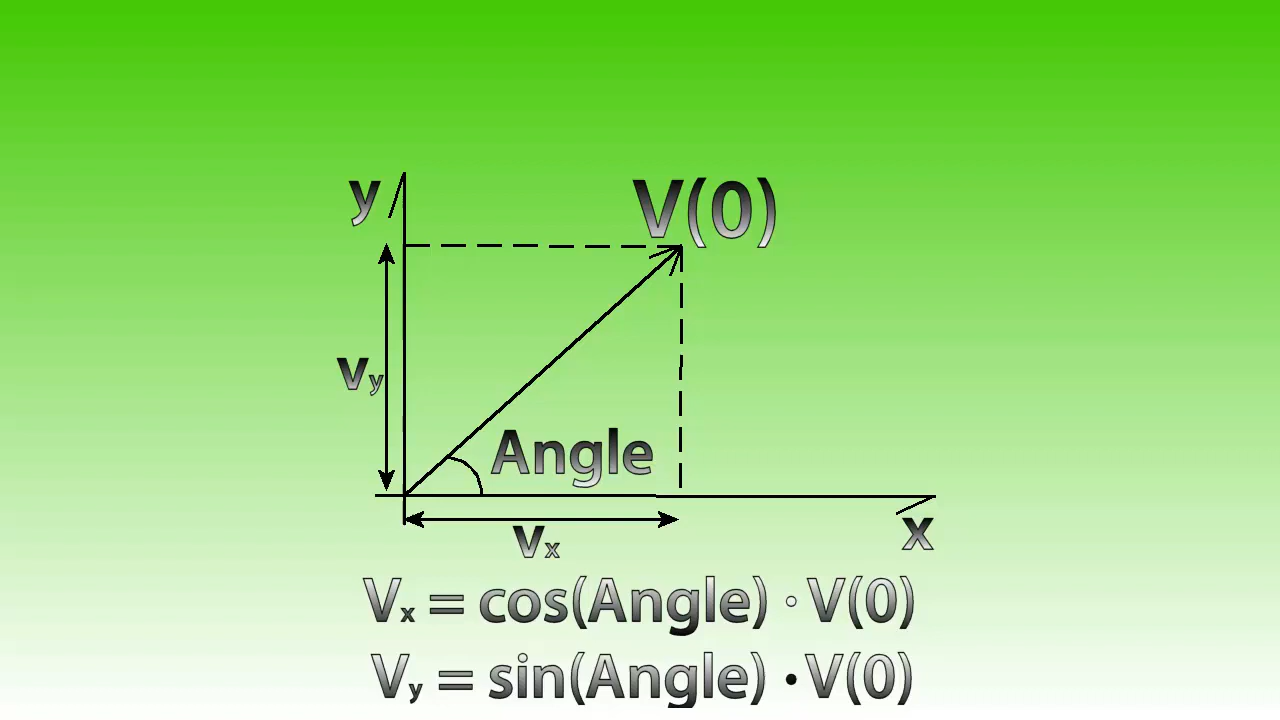 y
V(0)
vy
Angle
vx
x
Vx = cos(Angle) · V(0)
Vy = sin(Angle) · V(0)